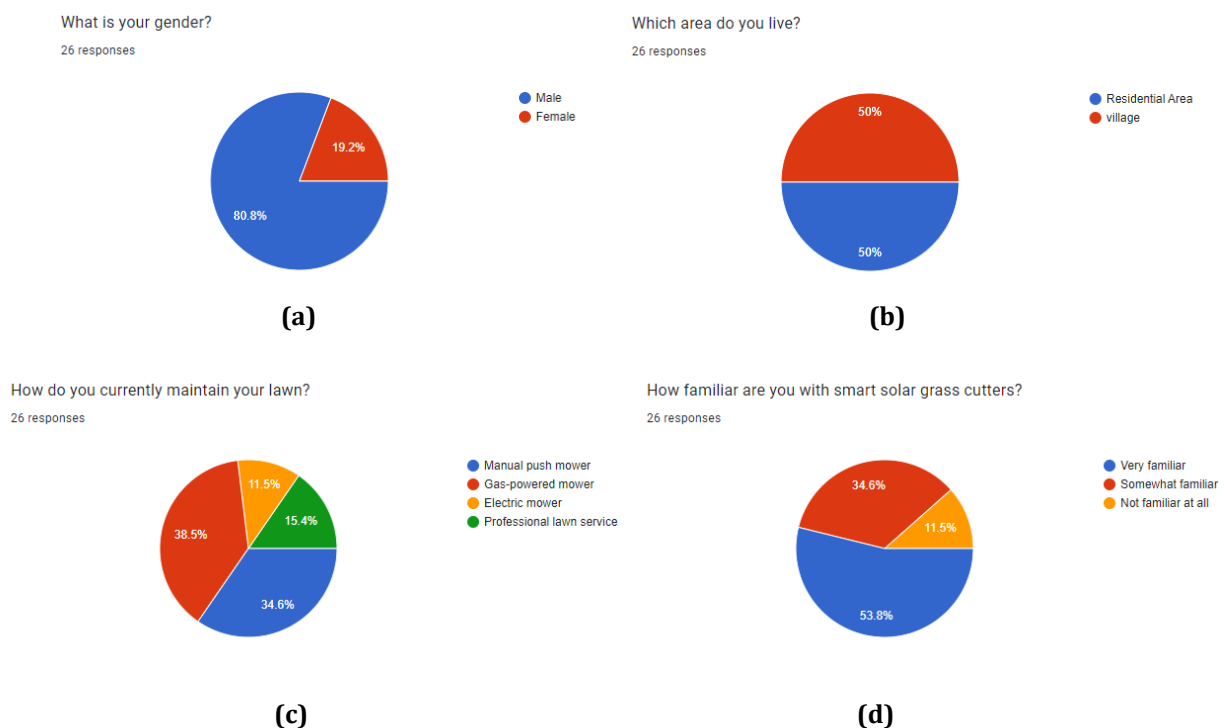 What is your gender?
26 responses
Male
Female
19.2%
80.8%
(a)
Which area do you live?
26 responses
Residential Area
village
50%
50%
(b)
How do you currently maintain your lawn?
26 responses
Manual push mower
Gas-powered mower
Electric mower
Professional lawn service
11.5%
15.4%
38.5%
34.6%
(c)
How familiar are you with smart solar grass cutters?
26 responses
Very familiar
Somewhat familiar
Not familiar at all
34.6%
11.5%
53.8%
(d)